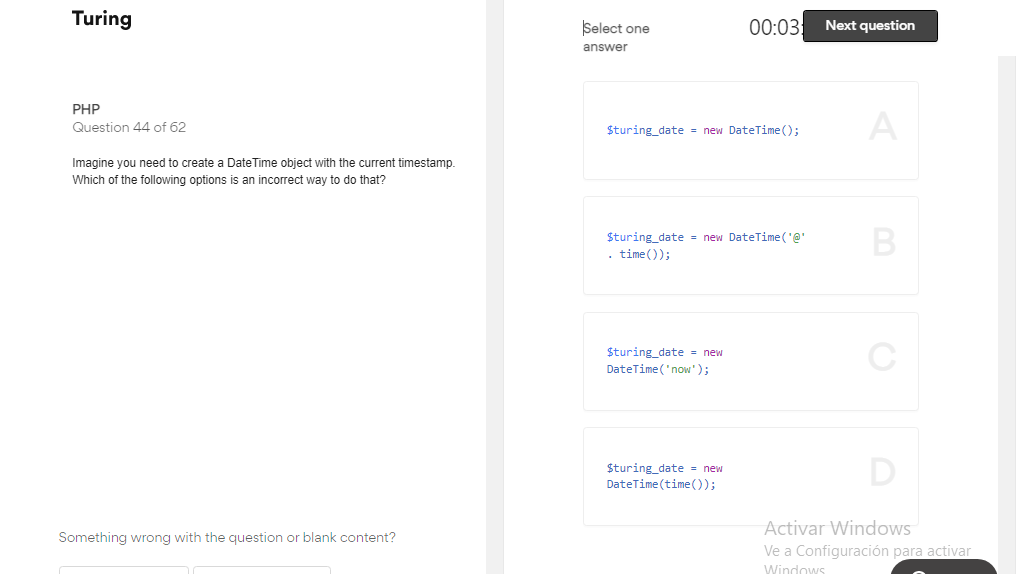 Turing
PHP
Question 44 of 62
Imagine you need to create a DateTime object with the current timestamp.
Which of the following options is an incorrect way to do that?
Something wrong with the question or blank content?
Select one
answer
00:03:
Next question
$turing_date = new DateTime();
A
$turing_date = new DateTime('@'
. time());
B
$turing_date = new
DateTime('now');
C
$turing_date = new
DateTime(time());
D
Activar Windows
Ve a Configuración para activar
Windows